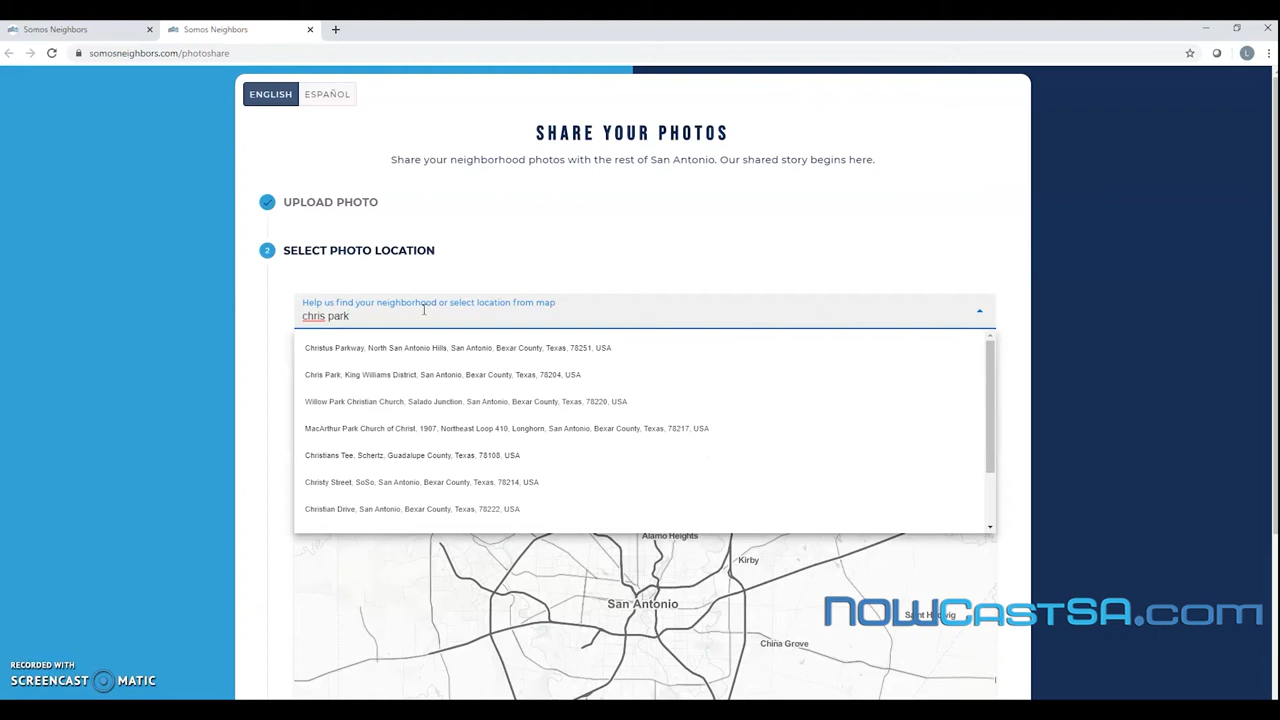 Somos Neighbors
Somos Neighbors
somosneighbors.com/photoshare
L
ENGLISH
ESPAÑOL
SHARE YOUR PHOTOS
Share your neighborhood photos with the rest of San Antonio. Our shared story begins here.
UPLOAD PHOTO
2
SELECT PHOTO LOCATION
Help us find your neighborhood or select location from map
chris park
Christus Parkway, North San Antonio Hills, San Antonio, Bexar County, Texas, 78251, USA
Chris Park, King Williams District, San Antonio, Bexar County, Texas, 78204, USA
Willow Park Christian Church, Salado Junction, San Antonio, Bexar County, Texas, 78220, USA
MacArthur Park Church of Christ, 1907, Northeast Loop 410, Longhorn, San Antonio, Bexar County, Texas, 78217, USA
Christians Tee, Schertz, Guadalupe County, Texas, 78108, USA
Christy Street, SoSo, San Antonio, Bexar County, Texas, 78214, USA
Christian Drive, San Antonio, Bexar County, Texas, 78222, USA
Alamo Heights
Kirby
San Antonio
Saint Hedwig
China Grove
NOWCastSA.com
RECORDED WITH
SCREENCAST MATIC